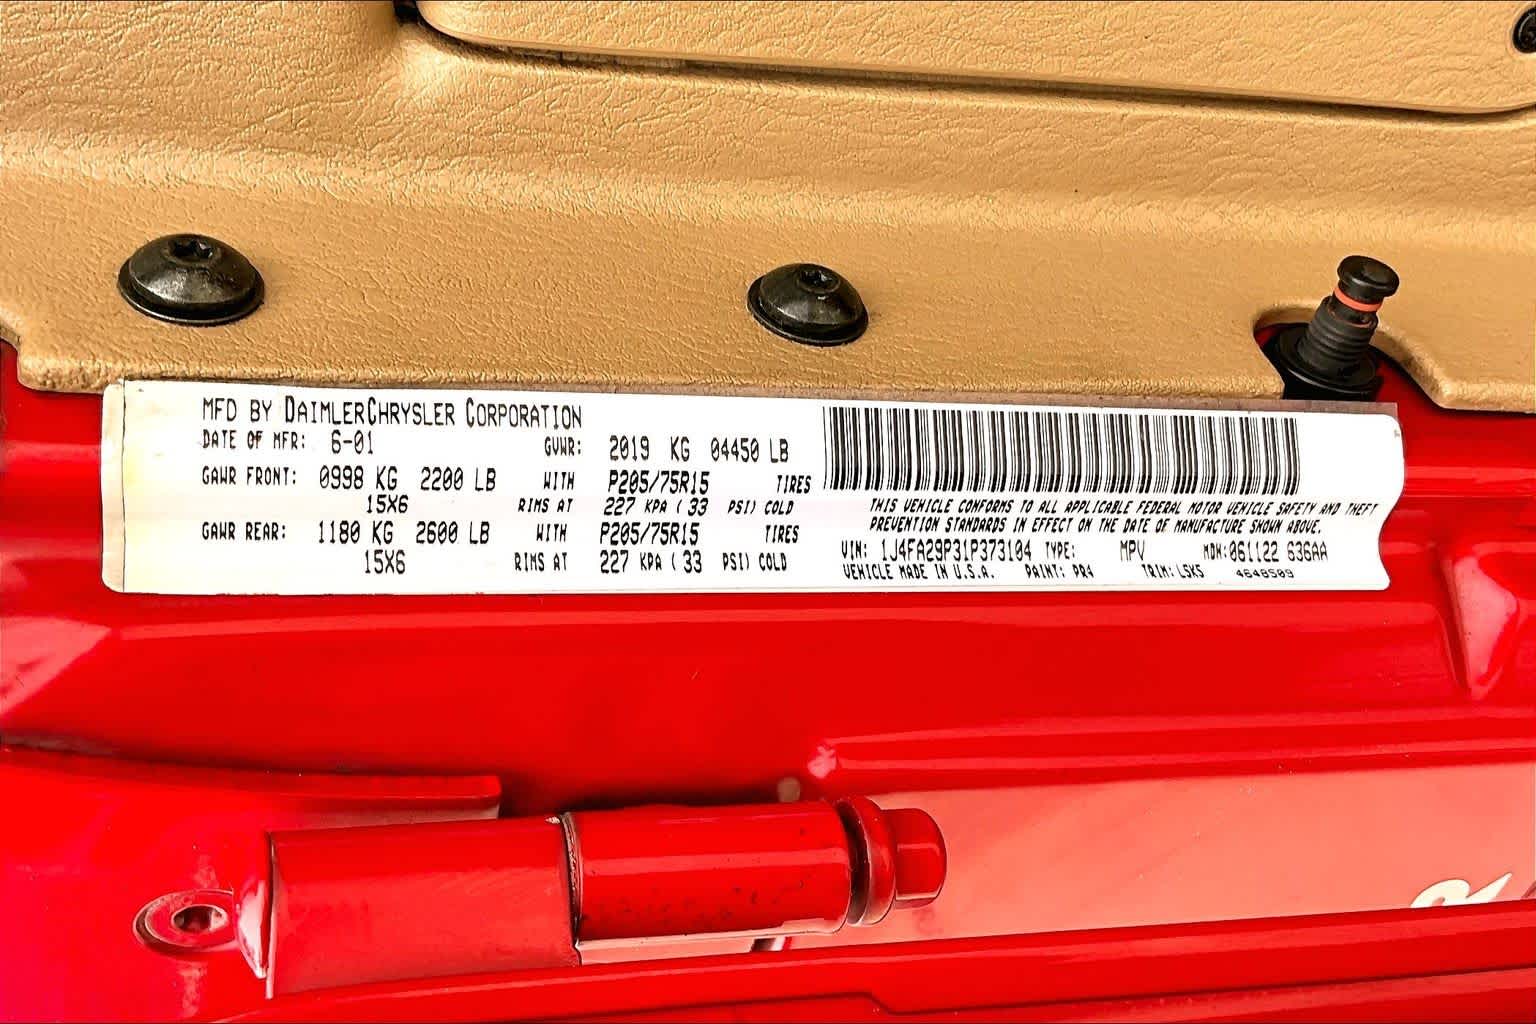 MFD BY DAIMLERCHRYSLER CORPORATION
DATE OF MFR: 6-01 GVWR: 2019 KG 04450 LB
GAWR FRONT: 0998 KG 2200 LB WITH P205/75R15 TIRES
15X6 RIMS AT 227 KPA ( 33 PSI) COLD
GAWR REAR: 1180 KG 2600 LB WITH P205/75R15 TIRES
15X6 RIMS AT 227 KPA ( 33 PSI) COLD
THIS VEHICLE CONFORMS TO ALL APPLICABLE FEDERAL MOTOR VEHICLE SAFETY AND THEFT
PREVENTION STANDARDS IN EFFECT ON THE DATE OF MANUFACTURE SHOWN ABOVE.
VIN: 1J4FA29P31P373104 TYPE: MPV MDH:061122 636AA
VEHICLE MADE IN U.S.A. PAINT: PR4 TRIM: L5K5 4648509